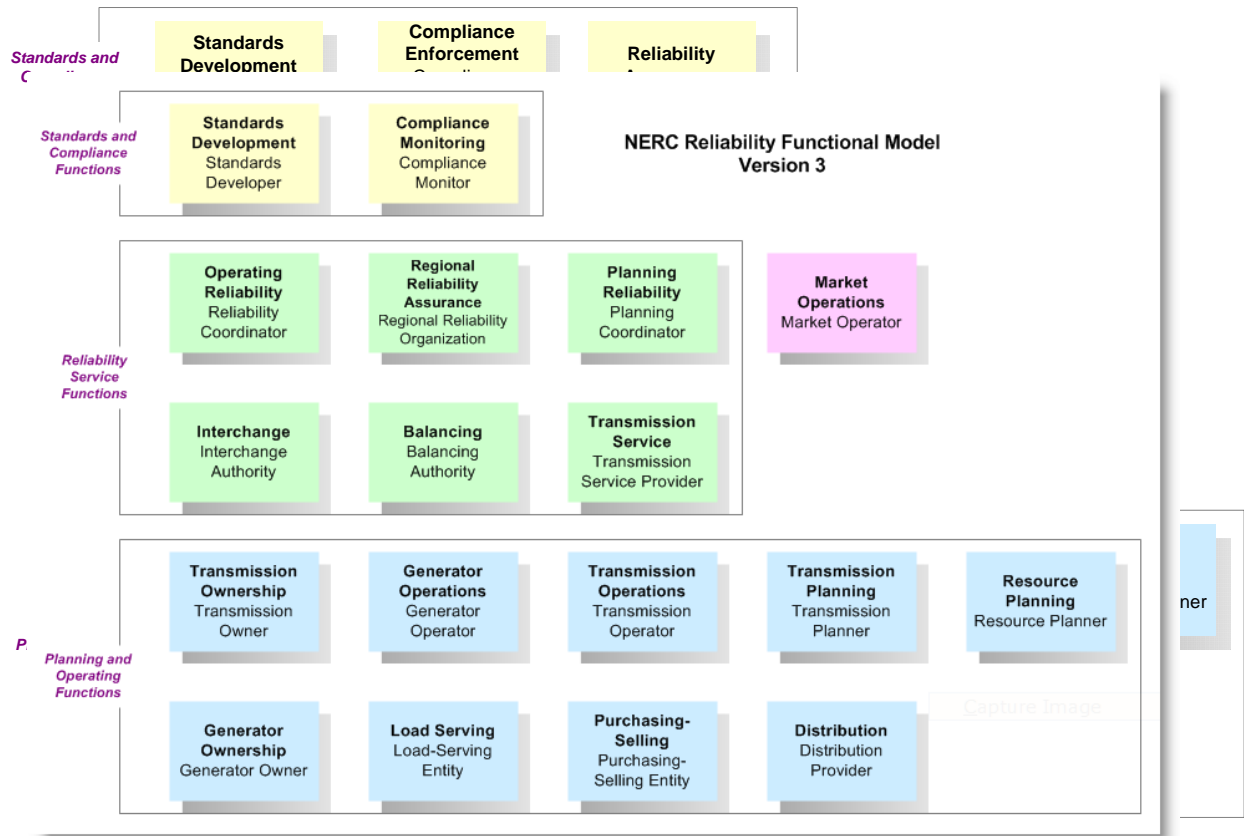 Standards
Development
Compliance
Enforcement
Reliability
Standards and
Standards and
Compliance
Functions
Standards
Development
Standards
Developer
Compliance
Monitoring
Compliance
Monitor
NERC Reliability Functional Model
Version 3
Reliability
Service
Functions
Operating
Reliability
Reliability
Coordinator
Regional
Reliability
Assurance
Regional Reliability
Organization
Planning
Reliability
Planning
Coordinator
Market
Operations
Market Operator
Interchange
Interchange
Authority
Balancing
Balancing
Authority
Transmission
Service
Transmission
Service Provider
Planning and
Operating
Functions
Transmission
Ownership
Transmission
Owner
Generator
Operations
Generator
Operator
Transmission
Operations
Transmission
Operator
Transmission
Planning
Transmission
Planner
Resource
Planning
Resource Planner
ner
Generator
Ownership
Generator Owner
Load Serving
Load-Serving
Entity
Purchasing-
Selling
Purchasing-
Selling Entity
Distribution
Distribution
Provider
Capture Image